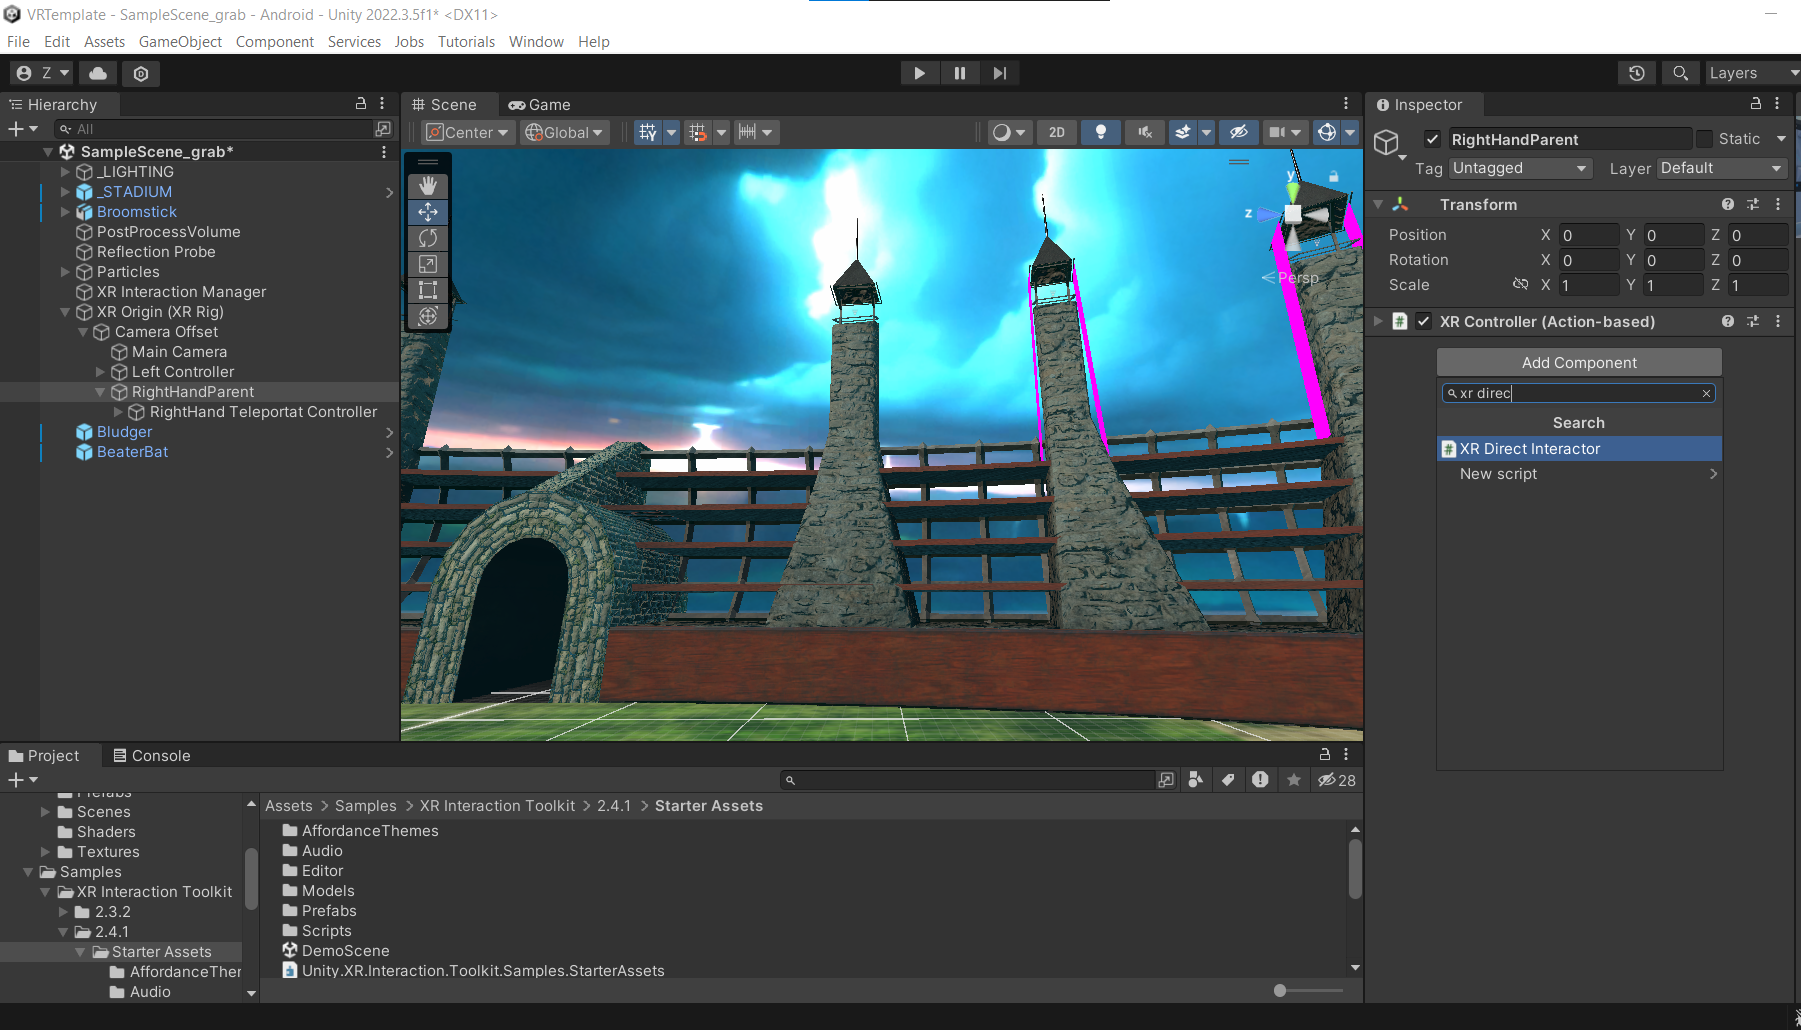 VRTemplate - SampleScene_grab - Android - Unity 2022.3.5f1* <DX11>
File Edit Assets GameObject Component Services Jobs Tutorials Window Help
Z Layers
Hierarchy
All
SampleScene_grab*
_LIGHTING
_STADIUM
Broomstick
PostProcessVolume
Reflection Probe
Particles
XR Interaction Manager
XR Origin (XR Rig)
Camera Offset
Main Camera
Left Controller
RightHandParent
RightHand Teleportat Controller
Bludger
BeaterBat
Scene Game
Center Global 2D
y
z
Persp
Inspector
RightHandParent Static
Tag Untagged Layer Default
Transform
Position X 0 Y 0 Z 0
Rotation X 0 Y 0 Z 0
Scale X 1 Y 1 Z 1
XR Controller (Action-based)
Add Component
xr direc
Search
XR Direct Interactor
New script
Project Console
28
Prefabs
Scenes
Shaders
Textures
Samples
XR Interaction Toolkit
2.3.2
2.4.1
Starter Assets
AffordanceTher
Audio
Assets > Samples > XR Interaction Toolkit > 2.4.1 > Starter Assets
AffordanceThemes
Audio
Editor
Models
Prefabs
Scripts
DemoScene
Unity.XR.Interaction.Toolkit.Samples.StarterAssets